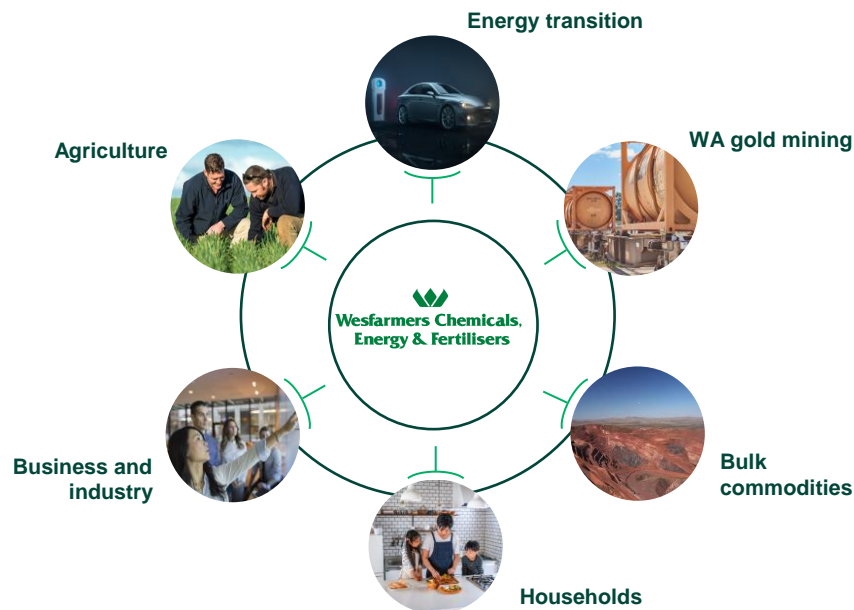 Energy transition
Agriculture
WA gold mining
Wesfarmers Chemicals,
Energy & Fertilisers
Business and
industry
Bulk
commodities
Households